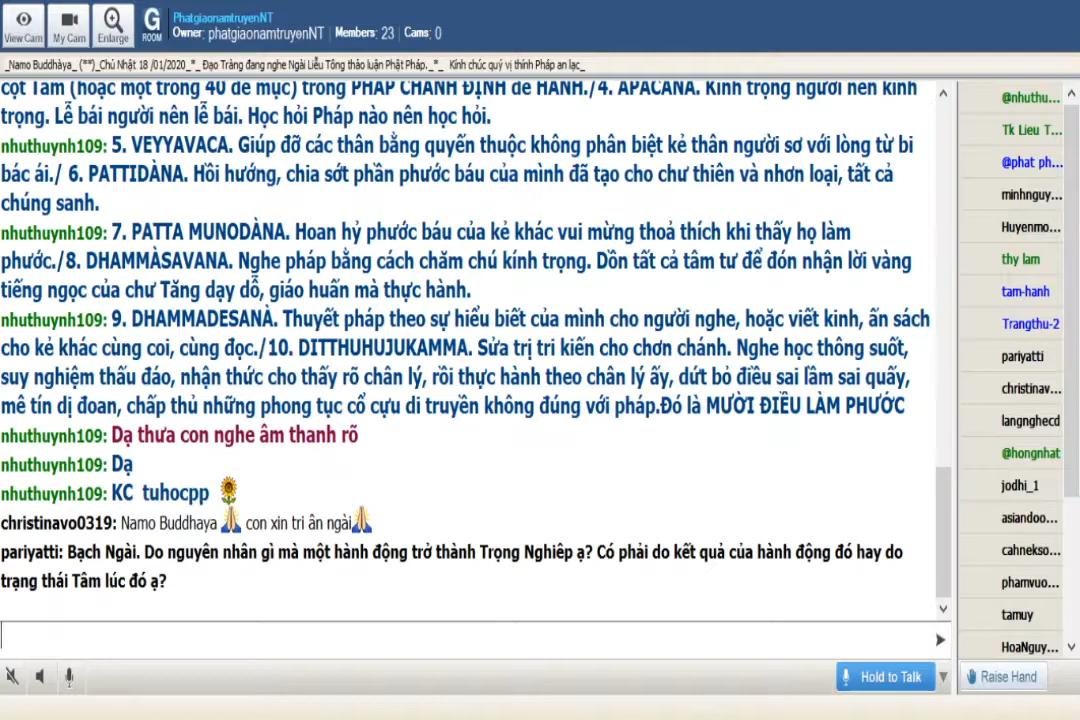 PhatgiaonamtruyenNT
Owner: phatgiaonamtruyenNT Members: 23 Cams: 0
View Cam My Cam Enlarge G ROOM
_Namo Buddhàya_ (**)_Chủ Nhật 18 /01/2020_*_ Đạo Tràng đang nghe Ngài Liễu Tông thảo luận Phật Pháp._*_ Kính chúc quý vị thính Pháp an lạc_
cột Tâm (hoặc một trong 40 đề mục) trong PHÁP CHÁNH ĐỊNH để HÀNH./4. APACANA. Kính trọng người nên kính
trọng. Lễ bái người nên lễ bái. Học hỏi Pháp nào nên học hỏi.
nhuthuynh109: 5. VEYYAVACA. Giúp đỡ các thân bằng quyến thuộc không phân biệt kẻ thân người sơ với lòng từ bi
bác ái./ 6. PATTIDÀNA. Hồi hướng, chia sớt phần phước báu của mình đã tạo cho chư thiên và nhơn loại, tất cả
chúng sanh.
nhuthuynh109: 7. PATTA MUNODÀNA. Hoan hỷ phước báu của kẻ khác vui mừng thoả thích khi thấy họ làm
phước./8. DHAMMÀSAVANA. Nghe pháp bằng cách chăm chú kính trọng. Dồn tất cả tâm tư để đón nhận lời vàng
tiếng ngọc của chư Tăng dạy dỗ, giáo huấn mà thực hành.
nhuthuynh109: 9. DHAMMADESANÀ. Thuyết pháp theo sự hiểu biết của mình cho người nghe, hoặc viết kinh, ấn sách
cho kẻ khác cùng coi, cùng đọc./10. DITTHUHUJUKAMMA. Sửa trị tri kiến cho chơn chánh. Nghe học thông suốt,
suy nghiệm thấu đáo, nhận thức cho thấy rõ chân lý, rồi thực hành theo chân lý ấy, dứt bỏ điều sai lầm sai quấy,
mê tín dị đoan, chấp thủ những phong tục cổ cựu di truyền không đúng với pháp.Đó là MƯỜI ĐIỀU LÀM PHƯỚC
nhuthuynh109: Dạ thưa con nghe âm thanh rõ
nhuthuynh109: Dạ
nhuthuynh109: KC tuhocpp
christinavo0319: Namo Buddhaya con xin tri ân ngài
pariyatti: Bạch Ngài. Do nguyên nhân gì mà một hành động trở thành Trọng Nghiêp ạ? Có phải do kết quả của hành động đó hay do
trạng thái Tâm lúc đó ạ?
@nhuthu...
Tk Lieu T...
@phat ph...
minhnguy...
Huyenmo...
thy lam
tam-hanh
Trangthu-2
pariyatti
christinav...
langnghecd
@hongnhat
jodhi_1
asiandoo...
cahnekso...
phamvuo...
tamuy
HoaNguy...
Hold to Talk
Raise Hand